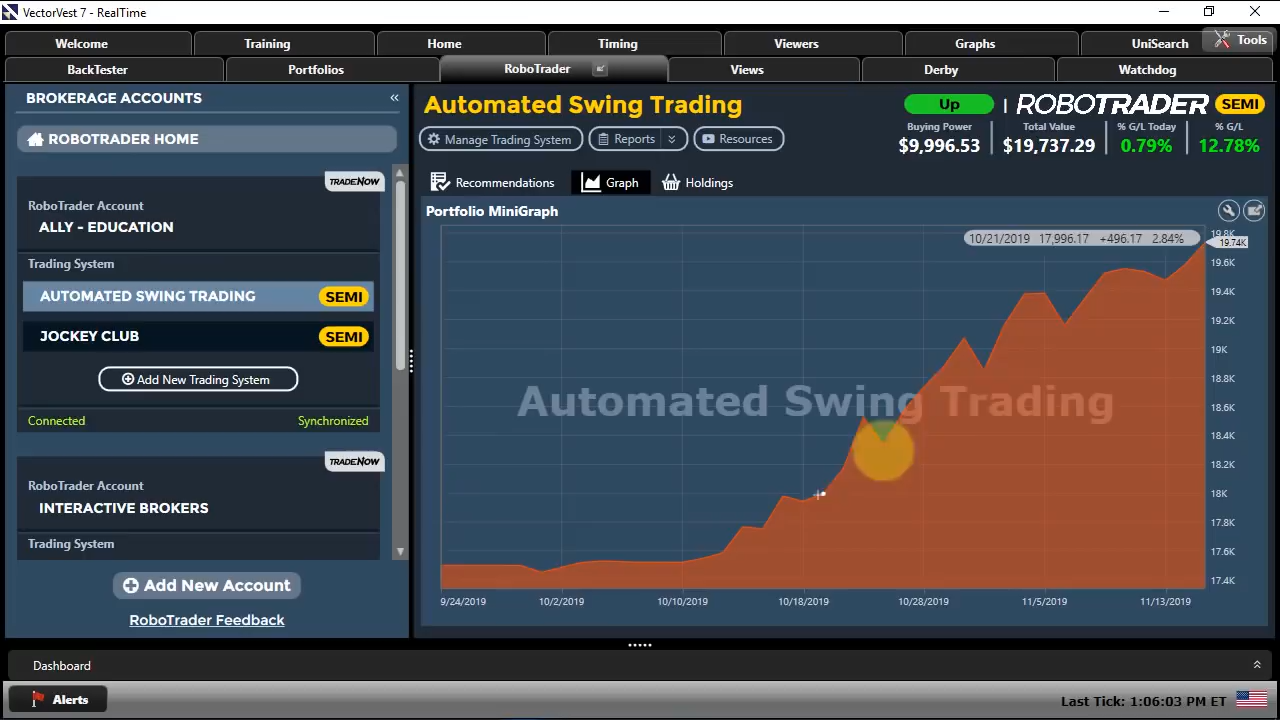 VectorVest 7 - RealTime
Welcome
Training
Home
Timing
Viewers
Graphs
UniSearch
Tools
BackTester
Portfolios
RoboTrader
Views
Derby
Watchdog
BROKERAGE ACCOUNTS
«
ROBOTRADER HOME
TRADENOW
RoboTrader Account
ALLY - EDUCATION
Trading System
AUTOMATED SWING TRADING SEMI
JOCKEY CLUB SEMI
Add New Trading System
Connected Synchronized
TRADENOW
RoboTrader Account
INTERACTIVE BROKERS
Trading System
Add New Account
RoboTrader Feedback
Automated Swing Trading
Up | ROBOTRADER SEMI
Manage Trading System
Reports
Resources
Buying Power
$9,996.53
Total Value
$19,737.29
% G/L Today
0.79%
% G/L
12.78%
Recommendations
Graph
Holdings
Portfolio MiniGraph
10/21/2019 17,996.17 +496.17 2.84%
19.8K
19.74K
19.6K
19.4K
19.2K
19K
18.8K
18.6K
18.4K
18.2K
18K
17.8K
17.6K
17.4K
Automated Swing Trading
9/24/2019 10/2/2019 10/10/2019 10/18/2019 10/28/2019 11/5/2019 11/13/2019
Dashboard
Alerts
Last Tick: 1:06:03 PM ET